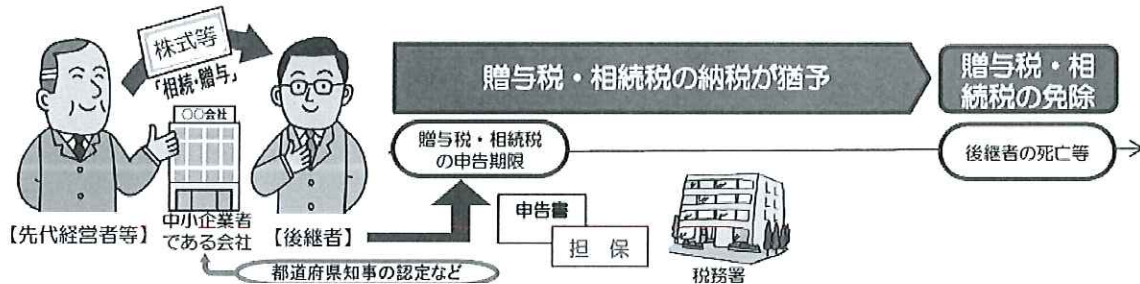 株式等
「相続・贈与」
○○会社
【先代経営者等】
中小企業者
である会社
【後継者】
都道府県知事の認定など
贈与税・相続税の納税が猶予
贈与税・相
続税の免除
贈与税・相続税
の申告期限
後継者の死亡等
申告書
担 保
税務署